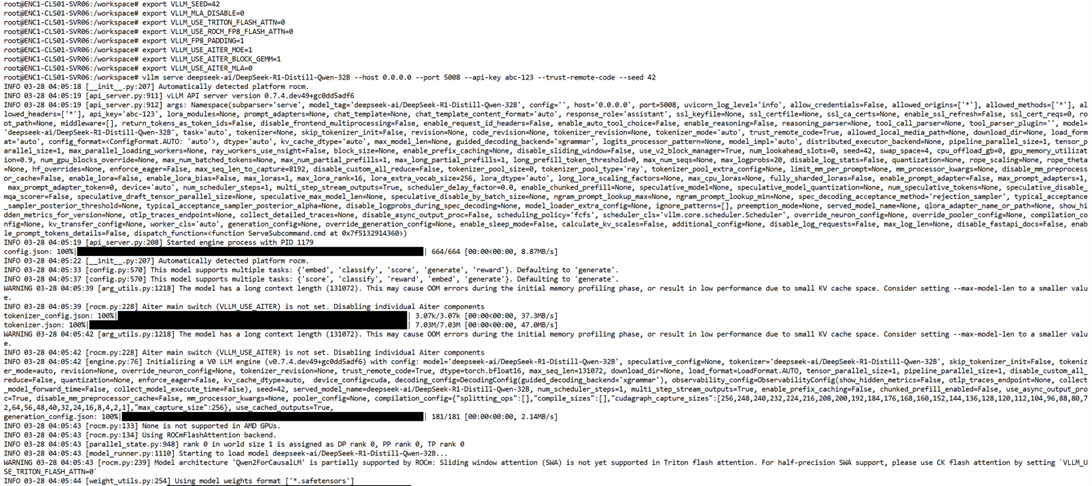 root@ENC1-CLS01-SVR06:/workspace# export VLLM_SEED=42
root@ENC1-CLS01-SVR06:/workspace# export VLLM_MLA_DISABLE=0
root@ENC1-CLS01-SVR06:/workspace# export VLLM_USE_TRITON_FLASH_ATTN=0
root@ENC1-CLS01-SVR06:/workspace# export VLLM_USE_ROCM_FP8_FLASH_ATTN=0
root@ENC1-CLS01-SVR06:/workspace# export VLLM_FP8_PADDING=1
root@ENC1-CLS01-SVR06:/workspace# export VLLM_USE_AITER_MOE=1
root@ENC1-CLS01-SVR06:/workspace# export VLLM_USE_AITER_BLOCK_GEMM=1
root@ENC1-CLS01-SVR06:/workspace# export VLLM_USE_AITER_MLA=0
root@ENC1-CLS01-SVR06:/workspace# vllm serve deepseek-ai/DeepSeek-R1-Distill-Qwen-32B --host 0.0.0.0 --port 5008 --api-key abc-123 --trust-remote-code --seed 42
INFO 03-28 04:05:18 [__init__.py:207] Automatically detected platform rocm.
INFO 03-28 04:05:19 [api_server.py:911] vLLM API server version 0.7.4.dev49+gc0dd5adf6
INFO 03-28 04:05:19 [api_server.py:912] args: Namespace(subparser='serve', model_tag='deepseek-ai/DeepSeek-R1-Distill-Qwen-32B', config='', host='0.0.0.0', port=5008, uvicorn_log_level='info', allow_credentials=False, allowed_origins=['*'], allowed_methods=['*'], al
lowed_headers=['*'], api_key='abc-123', lora_modules=None, prompt_adapters=None, chat_template=None, chat_template_content_format='auto', response_role='assistant', ssl_keyfile=None, ssl_certfile=None, ssl_ca_certs=None, enable_ssl_refresh=False, ssl_cert_reqs=0, ro
ot_path=None, middleware=[], return_tokens_as_token_ids=False, disable_frontend_multiprocessing=False, enable_request_id_headers=False, enable_auto_tool_choice=False, enable_reasoning=False, reasoning_parser=None, tool_call_parser=None, tool_parser_plugin='', model=
'deepseek-ai/DeepSeek-R1-Distill-Qwen-32B', task='auto', tokenizer=None, skip_tokenizer_init=False, revision=None, code_revision=None, tokenizer_revision=None, tokenizer_mode='auto', trust_remote_code=True, allowed_local_media_path=None, download_dir=None, load_form
at='auto', config_format=<ConfigFormat.AUTO: 'auto'>, dtype='auto', kv_cache_dtype='auto', max_model_len=None, guided_decoding_backend='xgrammar', logits_processor_pattern=None, model_impl='auto', distributed_executor_backend=None, pipeline_parallel_size=1, tensor_p
arallel_size=1, max_parallel_loading_workers=None, ray_workers_use_nsight=False, block_size=None, enable_prefix_caching=None, disable_sliding_window=False, use_v2_block_manager=True, num_lookahead_slots=0, seed=42, swap_space=4, cpu_offload_gb=0, gpu_memory_utilizat
ion=0.9, num_gpu_blocks_override=None, max_num_batched_tokens=None, max_num_partial_prefills=1, max_long_partial_prefills=1, long_prefill_token_threshold=0, max_num_seqs=None, max_logprobs=20, disable_log_stats=False, quantization=None, rope_scaling=None, rope_theta
=None, hf_overrides=None, enforce_eager=False, max_seq_len_to_capture=8192, disable_custom_all_reduce=False, tokenizer_pool_size=0, tokenizer_pool_type='ray', tokenizer_pool_extra_config=None, limit_mm_per_prompt=None, mm_processor_kwargs=None, disable_mm_preprocess
or_cache=False, enable_lora=False, enable_lora_bias=False, max_loras=1, max_lora_rank=16, lora_extra_vocab_size=256, lora_dtype='auto', long_lora_scaling_factors=None, max_cpu_loras=None, fully_sharded_loras=False, enable_prompt_adapter=False, max_prompt_adapters=1,
max_prompt_adapter_token=0, device='auto', num_scheduler_steps=1, multi_step_stream_outputs=True, scheduler_delay_factor=0.0, enable_chunked_prefill=None, speculative_model=None, speculative_model_quantization=None, num_speculative_tokens=None, speculative_disable_
mqa_scorer=False, speculative_draft_tensor_parallel_size=None, speculative_max_model_len=None, speculative_disable_by_batch_size=None, ngram_prompt_lookup_max=None, ngram_prompt_lookup_min=None, spec_decoding_acceptance_method='rejection_sampler', typical_acceptance
_sampler_posterior_threshold=None, typical_acceptance_sampler_posterior_alpha=None, disable_logprobs_during_spec_decoding=None, model_loader_extra_config=None, ignore_patterns=[], preemption_mode=None, served_model_name=None, qlora_adapter_name_or_path=None, show_hi
dden_metrics_for_version=None, otlp_traces_endpoint=None, collect_detailed_traces=None, disable_async_output_proc=False, scheduling_policy='fcfs', scheduler_cls='vllm.core.scheduler.Scheduler', override_neuron_config=None, override_pooler_config=None, compilation_co
nfig=None, kv_transfer_config=None, worker_cls='auto', generation_config=None, override_generation_config=None, enable_sleep_mode=False, calculate_kv_scales=False, additional_config=None, disable_log_requests=False, max_log_len=None, disable_fastapi_docs=False, enab
le_prompt_tokens_details=False, dispatch_function=<function ServeSubcommand.cmd at 0x7f5132914360>)
INFO 03-28 04:05:19 [api_server.py:208] Started engine process with PID 1179
config.json: 100%| | 664/664 [00:00<00:00, 8.87MB/s]
INFO 03-28 04:05:22 [__init__.py:207] Automatically detected platform rocm.
INFO 03-28 04:05:33 [config.py:570] This model supports multiple tasks: {'embed', 'classify', 'score', 'generate', 'reward'}. Defaulting to 'generate'.
INFO 03-28 04:05:37 [config.py:570] This model supports multiple tasks: {'score', 'reward', 'embed', 'generate', 'classify'}. Defaulting to 'generate'.
WARNING 03-28 04:05:39 [arg_utils.py:1218] The model has a long context length (131072). This may cause OOM errors during the initial memory profiling phase, or result in low performance due to small KV cache space. Consider setting --max-model-len to a smaller valu
e.
INFO 03-28 04:05:39 [rocm.py:228] Aiter main switch (VLLM_USE_AITER) is not set. Disabling individual Aiter components
tokenizer_config.json: 100%| | 3.07k/3.07k [00:00<00:00, 37.3MB/s]
tokenizer.json: 100%| | 7.03M/7.03M [00:00<00:00, 47.0MB/s]
WARNING 03-28 04:05:42 [arg_utils.py:1218] The model has a long context length (131072). This may cause OOM errors during the initial memory profiling phase, or result in low performance due to small KV cache space. Consider setting --max-model-len to a smaller valu
e.
INFO 03-28 04:05:42 [rocm.py:228] Aiter main switch (VLLM_USE_AITER) is not set. Disabling individual Aiter components
INFO 03-28 04:05:42 [engine.py:76] Initializing a V0 LLM engine (v0.7.4.dev49+gc0dd5adf6) with config: model='deepseek-ai/DeepSeek-R1-Distill-Qwen-32B', speculative_config=None, tokenizer='deepseek-ai/DeepSeek-R1-Distill-Qwen-32B', skip_tokenizer_init=False, tokeniz
er_mode=auto, revision=None, override_neuron_config=None, tokenizer_revision=None, trust_remote_code=True, dtype=torch.bfloat16, max_seq_len=131072, download_dir=None, load_format=LoadFormat.AUTO, tensor_parallel_size=1, pipeline_parallel_size=1, disable_custom_all_
reduce=False, quantization=None, enforce_eager=False, kv_cache_dtype=auto,  device_config=cuda, decoding_config=DecodingConfig(guided_decoding_backend='xgrammar'), observability_config=ObservabilityConfig(show_hidden_metrics=False, otlp_traces_endpoint=None, collect
_model_forward_time=False, collect_model_execute_time=False), seed=42, served_model_name=deepseek-ai/DeepSeek-R1-Distill-Qwen-32B, num_scheduler_steps=1, multi_step_stream_outputs=True, enable_prefix_caching=False, chunked_prefill_enabled=False, use_async_output_pro
c=True, disable_mm_preprocessor_cache=False, mm_processor_kwargs=None, pooler_config=None, compilation_config={"splitting_ops":[],"compile_sizes":[],"cudagraph_capture_sizes":[256,248,240,232,224,216,208,200,192,184,176,168,160,152,144,136,128,120,112,104,96,88,80,7
2,64,56,48,40,32,24,16,8,4,2,1],"max_capture_size":256}, use_cached_outputs=True,
generation_config.json: 100%| | 181/181 [00:00<00:00, 2.14MB/s]
INFO 03-28 04:05:43 [rocm.py:133] None is not supported in AMD GPUs.
INFO 03-28 04:05:43 [rocm.py:134] Using ROCmFlashAttention backend.
INFO 03-28 04:05:43 [parallel_state.py:948] rank 0 in world size 1 is assigned as DP rank 0, PP rank 0, TP rank 0
INFO 03-28 04:05:43 [model_runner.py:1110] Starting to load model deepseek-ai/DeepSeek-R1-Distill-Qwen-32B...
WARNING 03-28 04:05:43 [rocm.py:239] Model architecture 'Qwen2ForCausalLM' is partially supported by ROCm: Sliding window attention (SWA) is not yet supported in Triton flash attention. For half-precision SWA support, please use CK flash attention by setting `VLLM_U
SE_TRITON_FLASH_ATTN=0`
INFO 03-28 04:05:44 [weight_utils.py:254] Using model weights format ['*.safetensors']